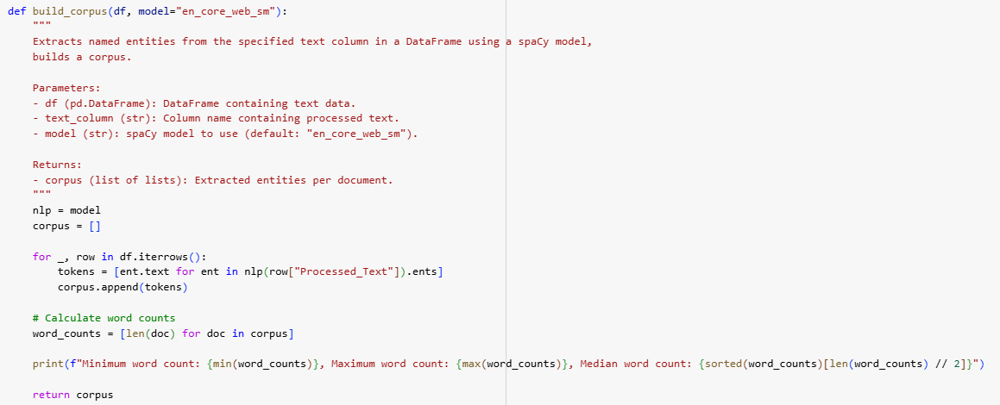 def build_corpus(df, model="en_core_web_sm"):
    """
    Extracts named entities from the specified text column in a DataFrame using a spaCy model,
    builds a corpus.

    Parameters:
    - df (pd.DataFrame): DataFrame containing text data.
    - text_column (str): Column name containing processed text.
    - model (str): spaCy model to use (default: "en_core_web_sm").

    Returns:
    - corpus (list of lists): Extracted entities per document.
    """
    nlp = model
    corpus = []

    for _, row in df.iterrows():
        tokens = [ent.text for ent in nlp(row["Processed_Text"]).ents]
        corpus.append(tokens)

    # Calculate word counts
    word_counts = [len(doc) for doc in corpus]

    print(f"Minimum word count: {min(word_counts)}, Maximum word count: {max(word_counts)}, Median word count: {sorted(word_counts)[len(word_counts) // 2]}")

    return corpus